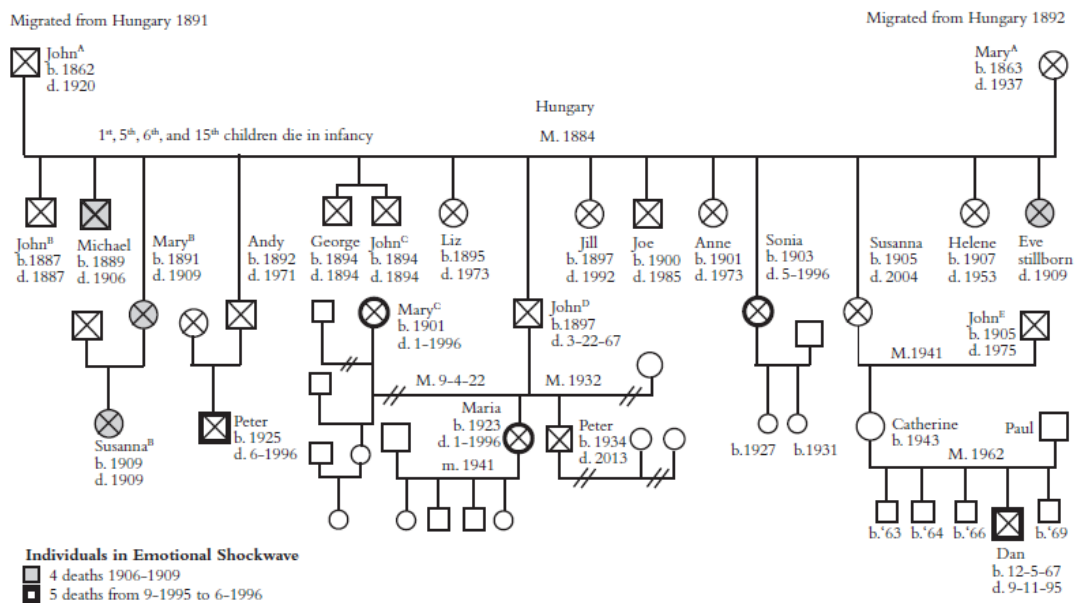 Migrated from Hungary 1891
Migrated from Hungary 1892
John^A
b. 1862
d. 1920
Mary^A
b. 1863
d. 1937
Hungary
M. 1884
1st, 5th, 6th, and 15th children die in infancy
John^B
b.1887
d.1887
Michael
b.1889
d.1906
Mary^B
b.1891
d.1909
Andy
b.1892
d.1971
George
b.1894
d.1894
John^C
b.1894
d.1894
Liz
b.1895
d.1973
Jill
b.1897
d.1992
Joe
b.1900
d.1985
Anne
b.1901
d.1973
Sonia
b.1903
d.5-1996
Susanna
b.1905
d.2004
Helene
b.1907
d.1953
Eve
stillborn
d.1909
Mary^C
b. 1901
d. 1-1996
John^D
b.1897
d. 3-22-67
John^E
b.1905
d.1975
M.1941
M. 9-4-22
M. 1932
Susanna^B
b. 1909
d. 1909
Peter
b. 1925
d. 6-1996
Maria
b. 1923
d. 1-1996
m. 1941
Peter
b. 1934
d. 2013
b.1927
b.1931
Catherine
b. 1943
Paul
M. 1962
b.'63
b.'64
b.'66
b.'69
Dan
b. 12-5-67
d. 9-11-95
Individuals in Emotional Shockwave
4 deaths 1906-1909
5 deaths from 9-1995 to 6-1996